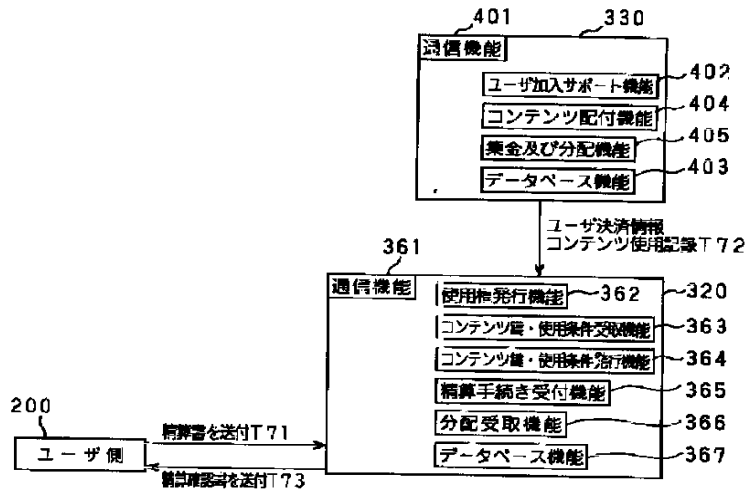 401
330
通信機能
ユーザ加入サポート機能
402
コンテンツ配付機能
404
集金及び分配機能
405
データベース機能
403
ユーザ決済情報
コンテンツ使用記録T72
361
通信機能
320
使用権発行機能
362
コンテンツ鍵・使用条件受取機能
363
コンテンツ鍵・使用条件発行機能
364
精算手続き受付機能
365
分配受取機能
366
データベース機能
367
200
ユーザ側
精算書を送付T71
精算確認書を送付T73